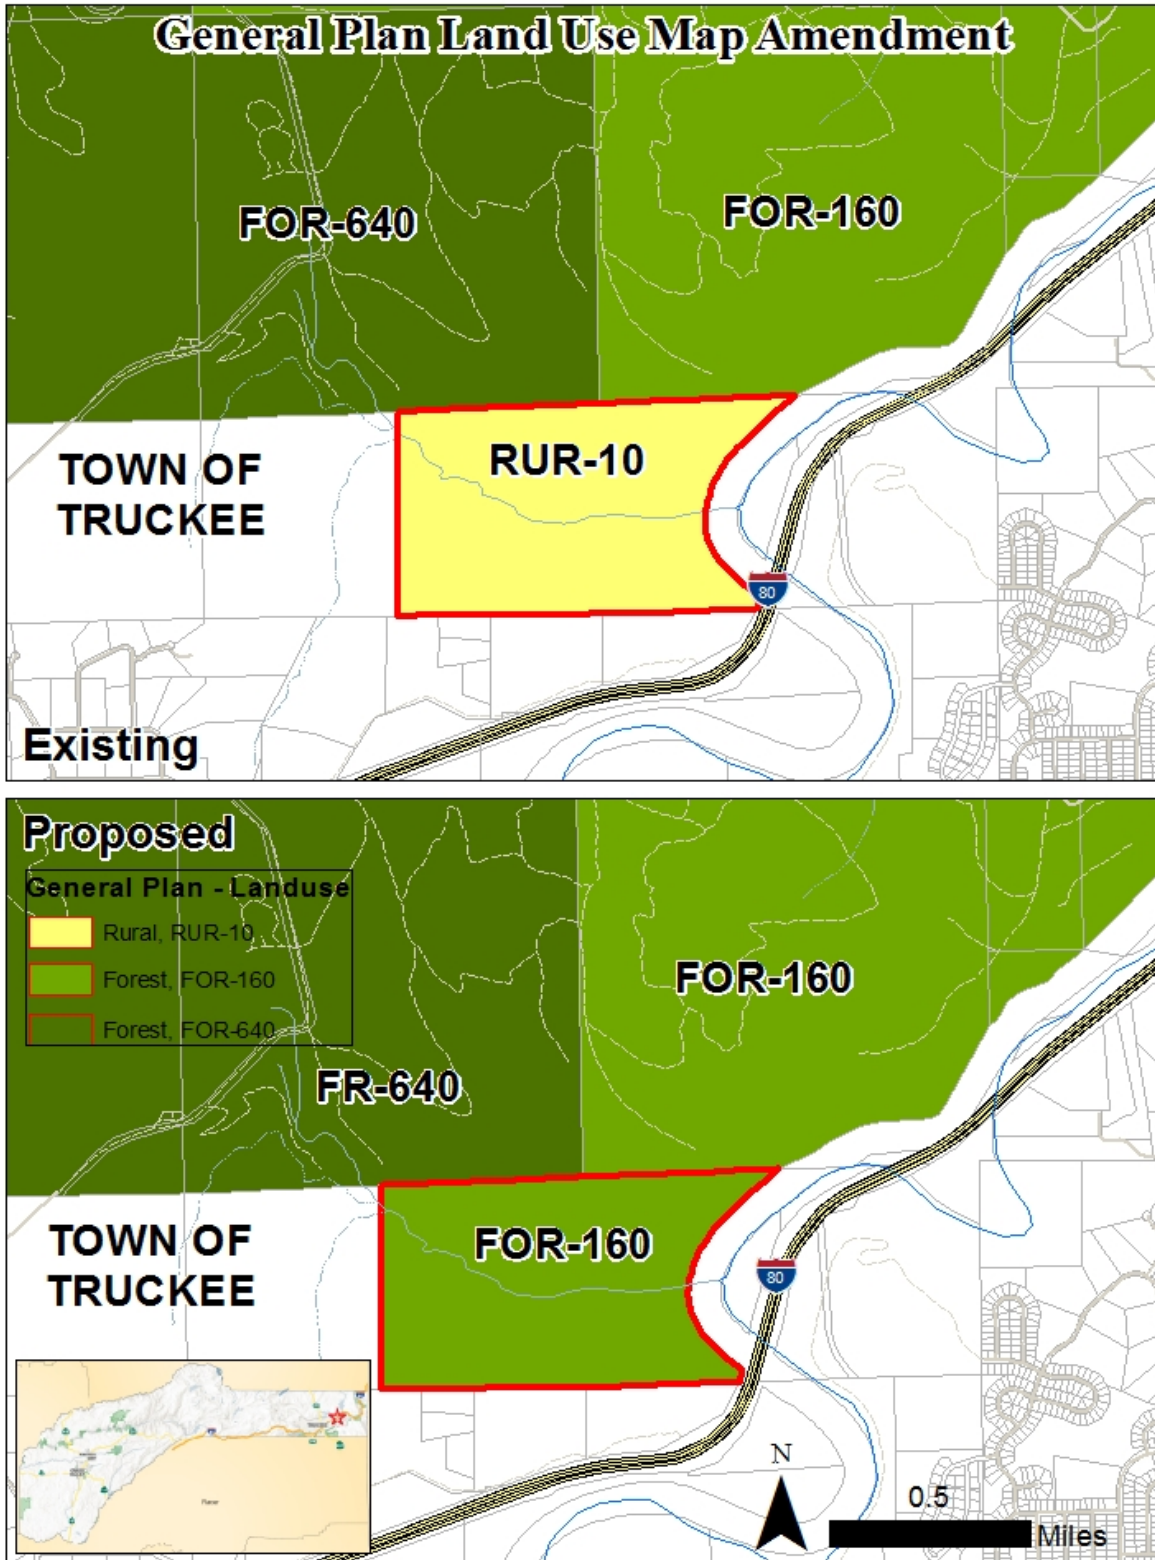 General Plan Land Use Map Amendment
FOR-640
FOR-160
TOWN OF
TRUCKEE
RUR-10
80
Existing
Proposed
General Plan - Landuse
Rural, RUR-10
Forest, FOR-160
Forest, FOR-640
FOR-160
FR-640
TOWN OF
TRUCKEE
FOR-160
80
N
0.5
Miles
Placer